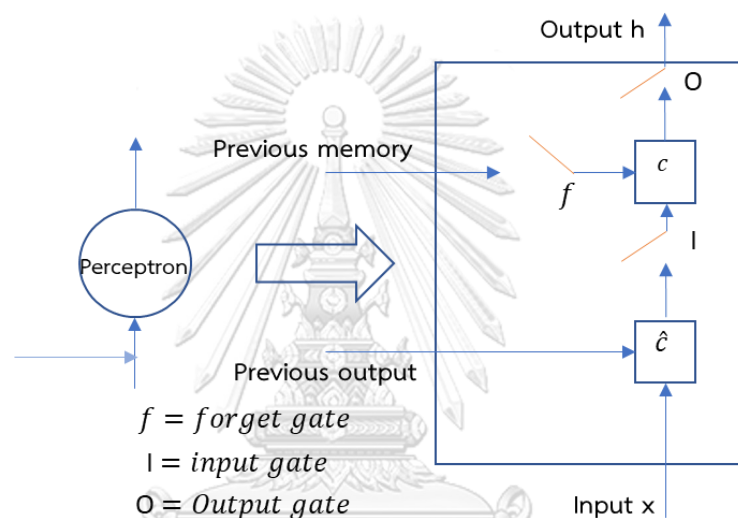 Output h
O
Previous memory
c
f
I
Perceptron
ĉ
Previous output
f = forget gate
I = input gate
O = Output gate
Input x